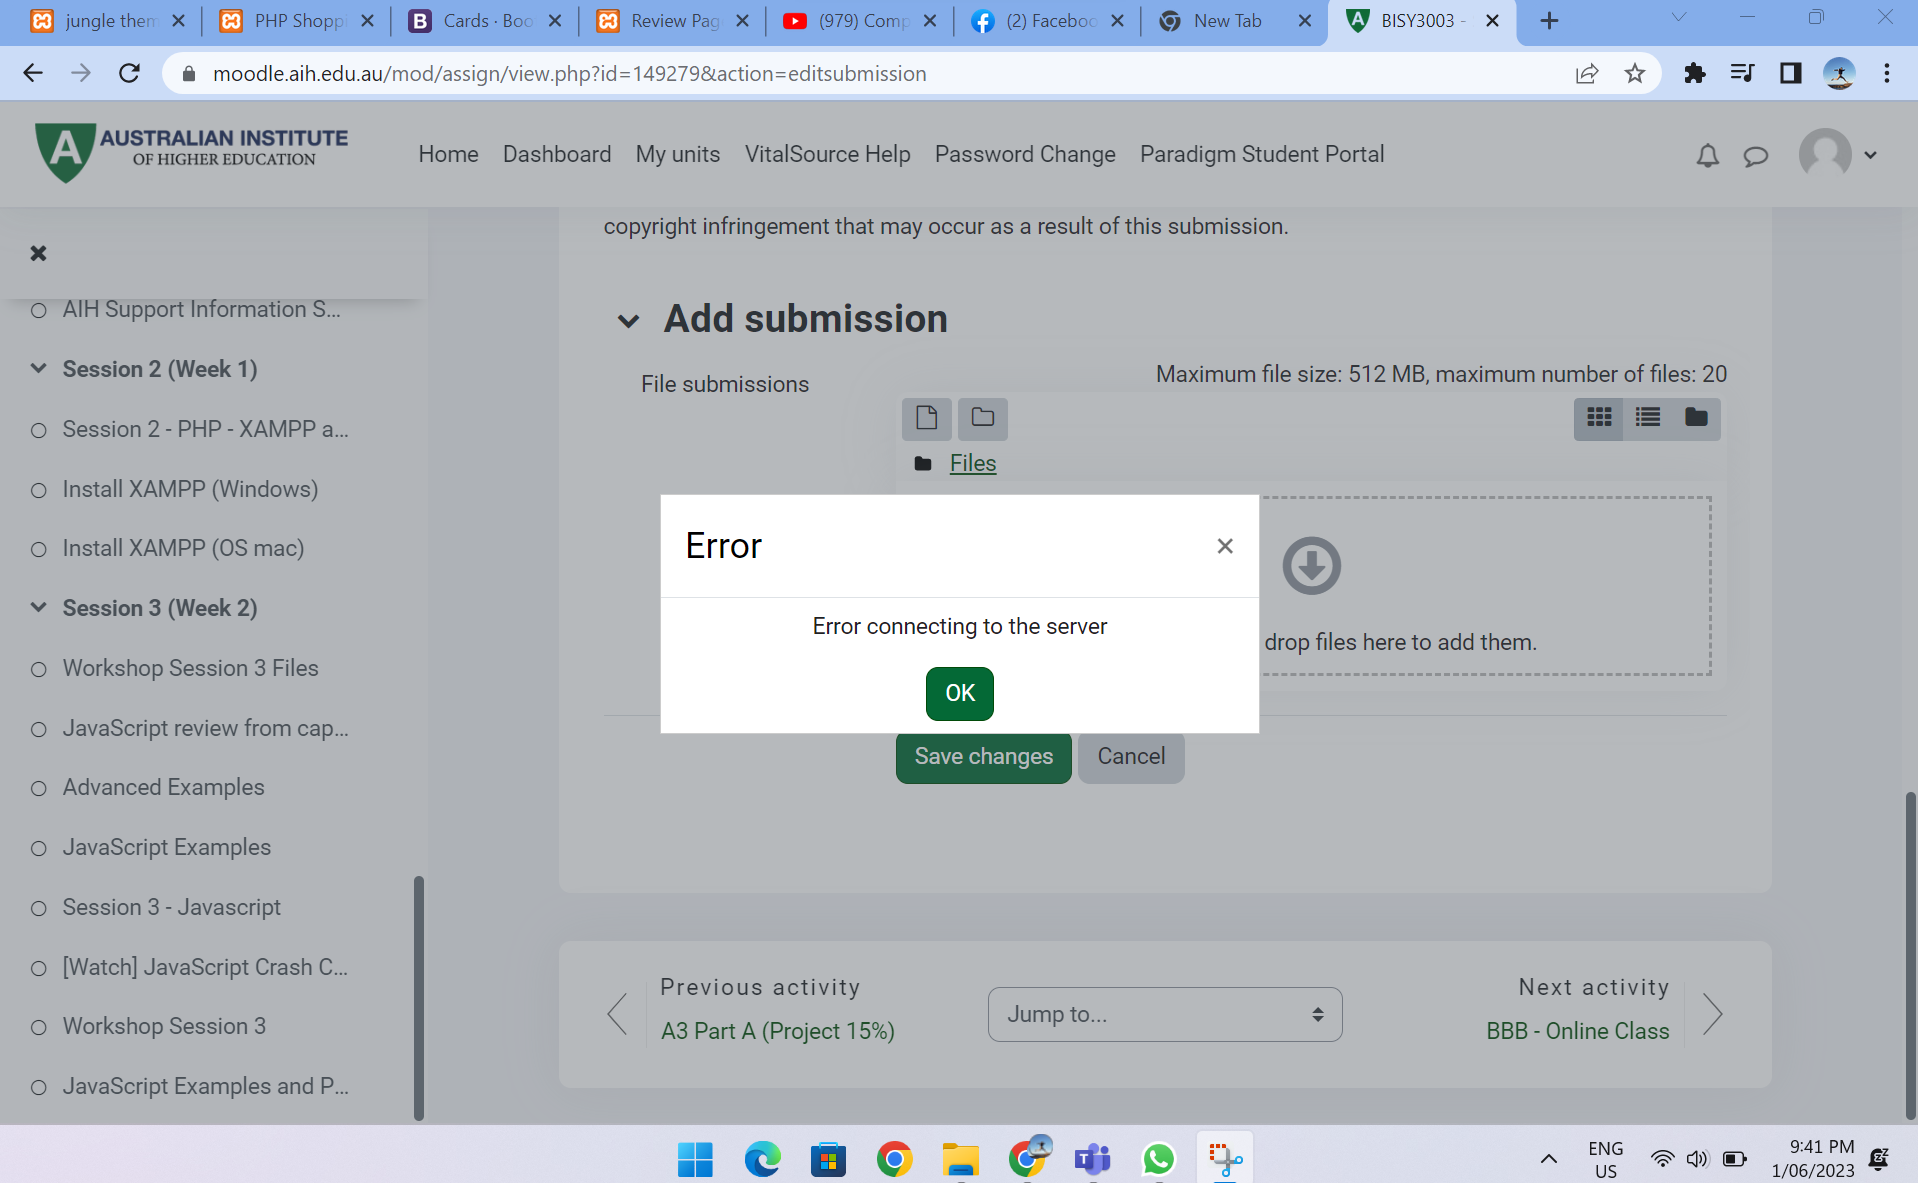 jungle them
PHP Shoppi
Cards · Boo
Review Pag
(979) Comp
(2) Faceboo
New Tab
BISY3003 -
moodle.aih.edu.au/mod/assign/view.php?id=149279&action=editsubmission
A AUSTRALIAN INSTITUTE
OF HIGHER EDUCATION
Home
Dashboard
My units
VitalSource Help
Password Change
Paradigm Student Portal
copyright infringement that may occur as a result of this submission.
AIH Support Information S...
Session 2 (Week 1)
Session 2 - PHP - XAMPP a...
Install XAMPP (Windows)
Install XAMPP (OS mac)
Session 3 (Week 2)
Workshop Session 3 Files
JavaScript review from cap...
Advanced Examples
JavaScript Examples
Session 3 - Javascript
[Watch] JavaScript Crash C...
Workshop Session 3
JavaScript Examples and P...
Add submission
File submissions
Maximum file size: 512 MB, maximum number of files: 20
Files
Error
Error connecting to the server
OK
drop files here to add them.
Save changes
Cancel
Previous activity
A3 Part A (Project 15%)
Jump to...
Next activity
BBB - Online Class
ENG
US
9:41 PM
1/06/2023